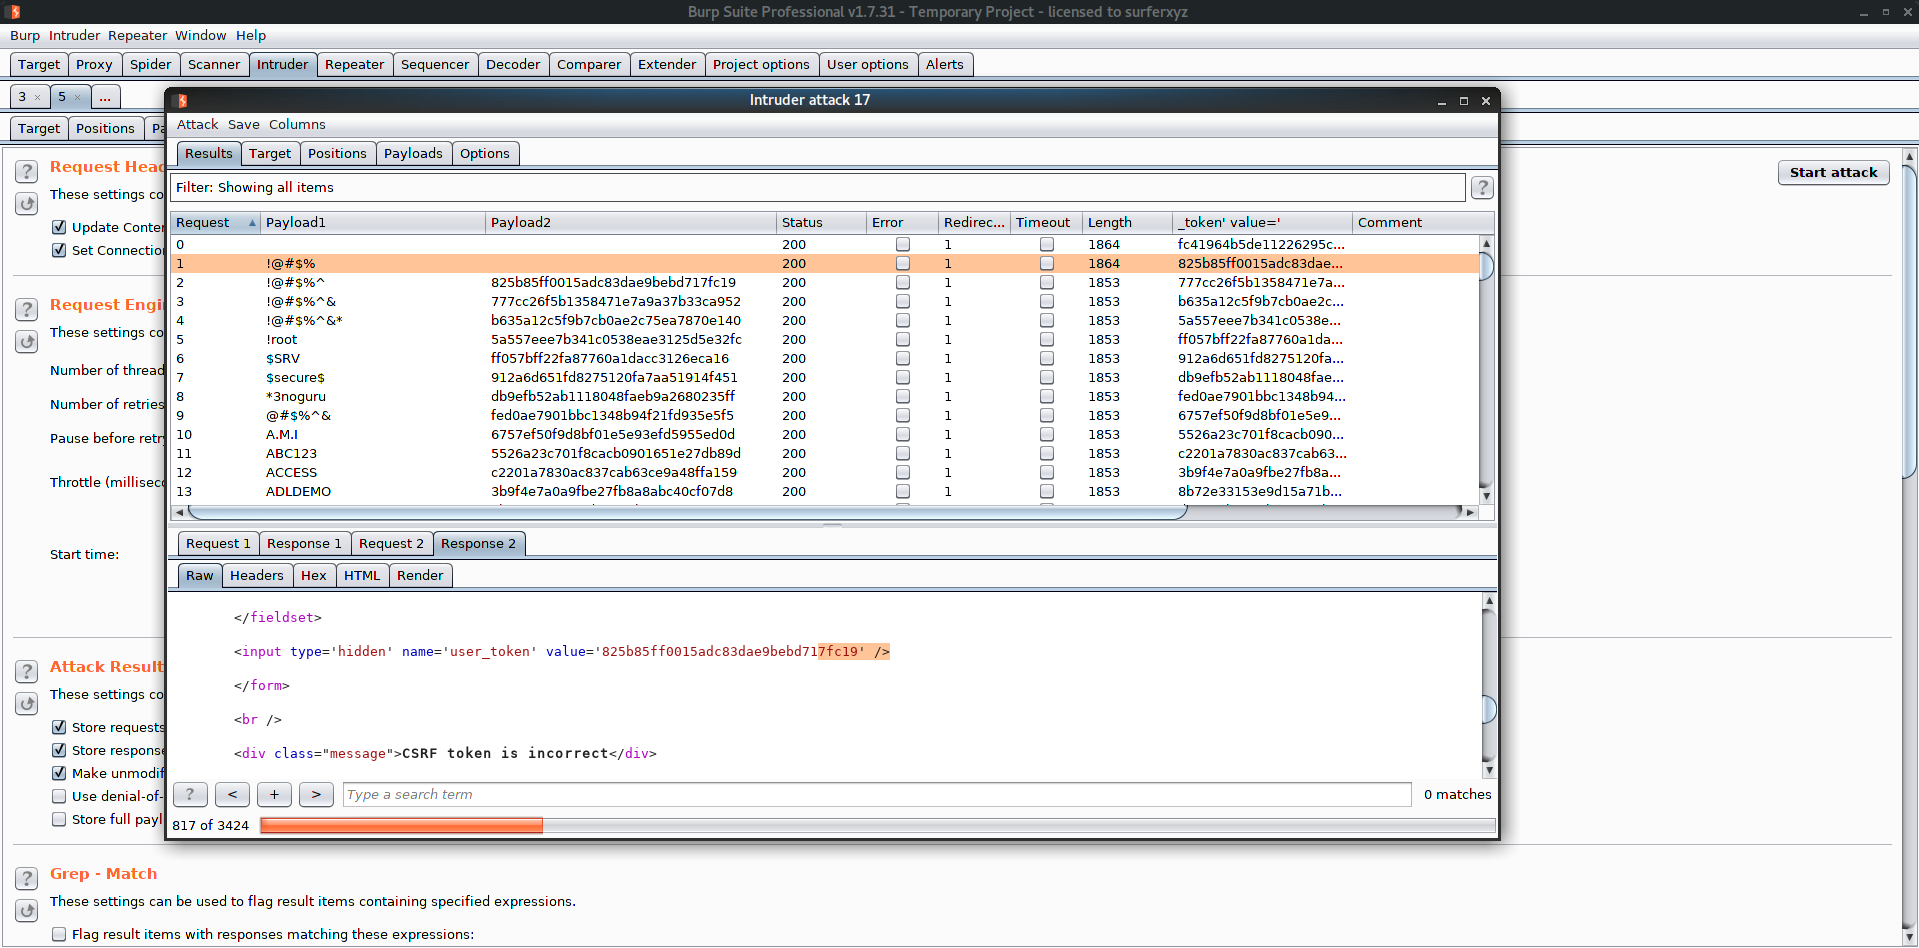 Burp Suite Professional v1.7.31 - Temporary Project - licensed to surferxyz
Burp Intruder Repeater Window Help
Target Proxy Spider Scanner Intruder Repeater Sequencer Decoder Comparer Extender Project options User options Alerts
3 × 5 × ...
Target Positions Pa
Request Head
These settings co
Update Conten
Set Connection
Start attack
Request Engi
These settings co
Number of thread
Number of retries
Pause before retry
Throttle (millisec
Start time:
Attack Result
These settings co
Store requests
Store response
Make unmodif
Use denial-of-
Store full payl
Grep - Match
These settings can be used to flag result items containing specified expressions.
Flag result items with responses matching these expressions:
Intruder attack 17
Attack Save Columns
Results Target Positions Payloads Options
Filter: Showing all items
?
Request Payload1 Payload2 Status Error Redirec... Timeout Length _token' value=' Comment
0 200 1 1864 fc41964b5de11226295c...
1 !@#$% 200 1 1864 825b85ff0015adc83dae...
2 !@#$%^ 825b85ff0015adc83dae9bebd717fc19 200 1 1853 777cc26f5b1358471e7a...
3 !@#$%^& 777cc26f5b1358471e7a9a37b33ca952 200 1 1853 b635a12c5f9b7cb0ae2c...
4 !@#$%^&* b635a12c5f9b7cb0ae2c75ea7870e140 200 1 1853 5a557eee7b341c0538e...
5 !root 5a557eee7b341c0538eae3125d5e32fc 200 1 1853 ff057bff22fa87760a1da...
6 $SRV ff057bff22fa87760a1dacc3126eca16 200 1 1853 912a6d651fd8275120fa...
7 $secure$ 912a6d651fd8275120fa7aa51914f451 200 1 1853 db9efb52ab1118048fae...
8 *3noguru db9efb52ab1118048faeb9a2680235ff 200 1 1853 fed0ae7901bbc1348b94...
9 @#$%^& fed0ae7901bbc1348b94f21fd935e5f5 200 1 1853 6757ef50f9d8bf01e5e9...
10 A.M.I 6757ef50f9d8bf01e5e93efd5955ed0d 200 1 1853 5526a23c701f8cacb090...
11 ABC123 5526a23c701f8cacb0901651e27db89d 200 1 1853 c2201a7830ac837cab63...
12 ACCESS c2201a7830ac837cab63ce9a48ffa159 200 1 1853 3b9f4e7a0a9fbe27fb8a...
13 ADLDEMO 3b9f4e7a0a9fbe27fb8a8abc40cf07d8 200 1 1853 8b72e33153e9d15a71b...
Request 1 Response 1 Request 2 Response 2
Raw Headers Hex HTML Render
</fieldset>
<input type='hidden' name='user_token' value='825b85ff0015adc83dae9bebd717fc19' />
</form>
<br />
<div class="message">CSRF token is incorrect</div>
? < + > Type a search term 0 matches
817 of 3424